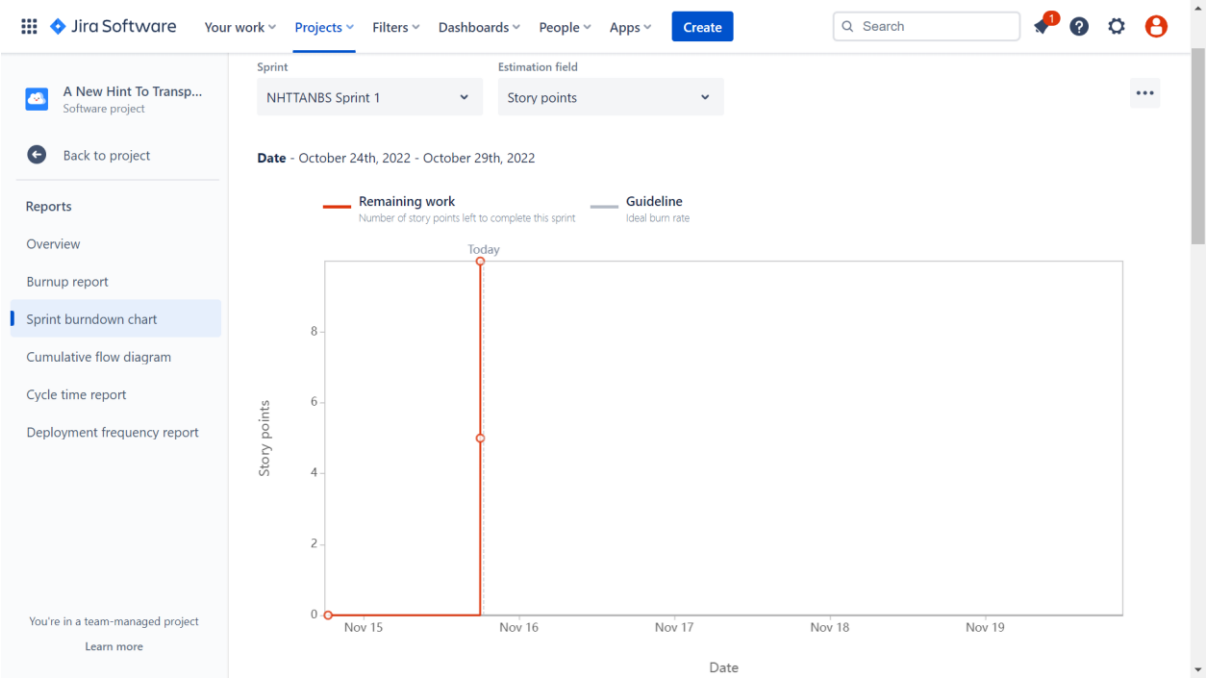 Jira Software
Your work Projects Filters Dashboards People Apps Create Search 1
A New Hint To Transp...
Software project
Back to project
Reports
Overview
Burnup report
Sprint burndown chart
Cumulative flow diagram
Cycle time report
Deployment frequency report
You're in a team-managed project
Learn more
Sprint Estimation field
NHTTANBS Sprint 1 Story points
Date - October 24th, 2022 - October 29th, 2022
Remaining work Guideline
Number of story points left to complete this sprint Ideal burn rate
Today
8
6
4
2
0
Story points
Nov 15 Nov 16 Nov 17 Nov 18 Nov 19
Date